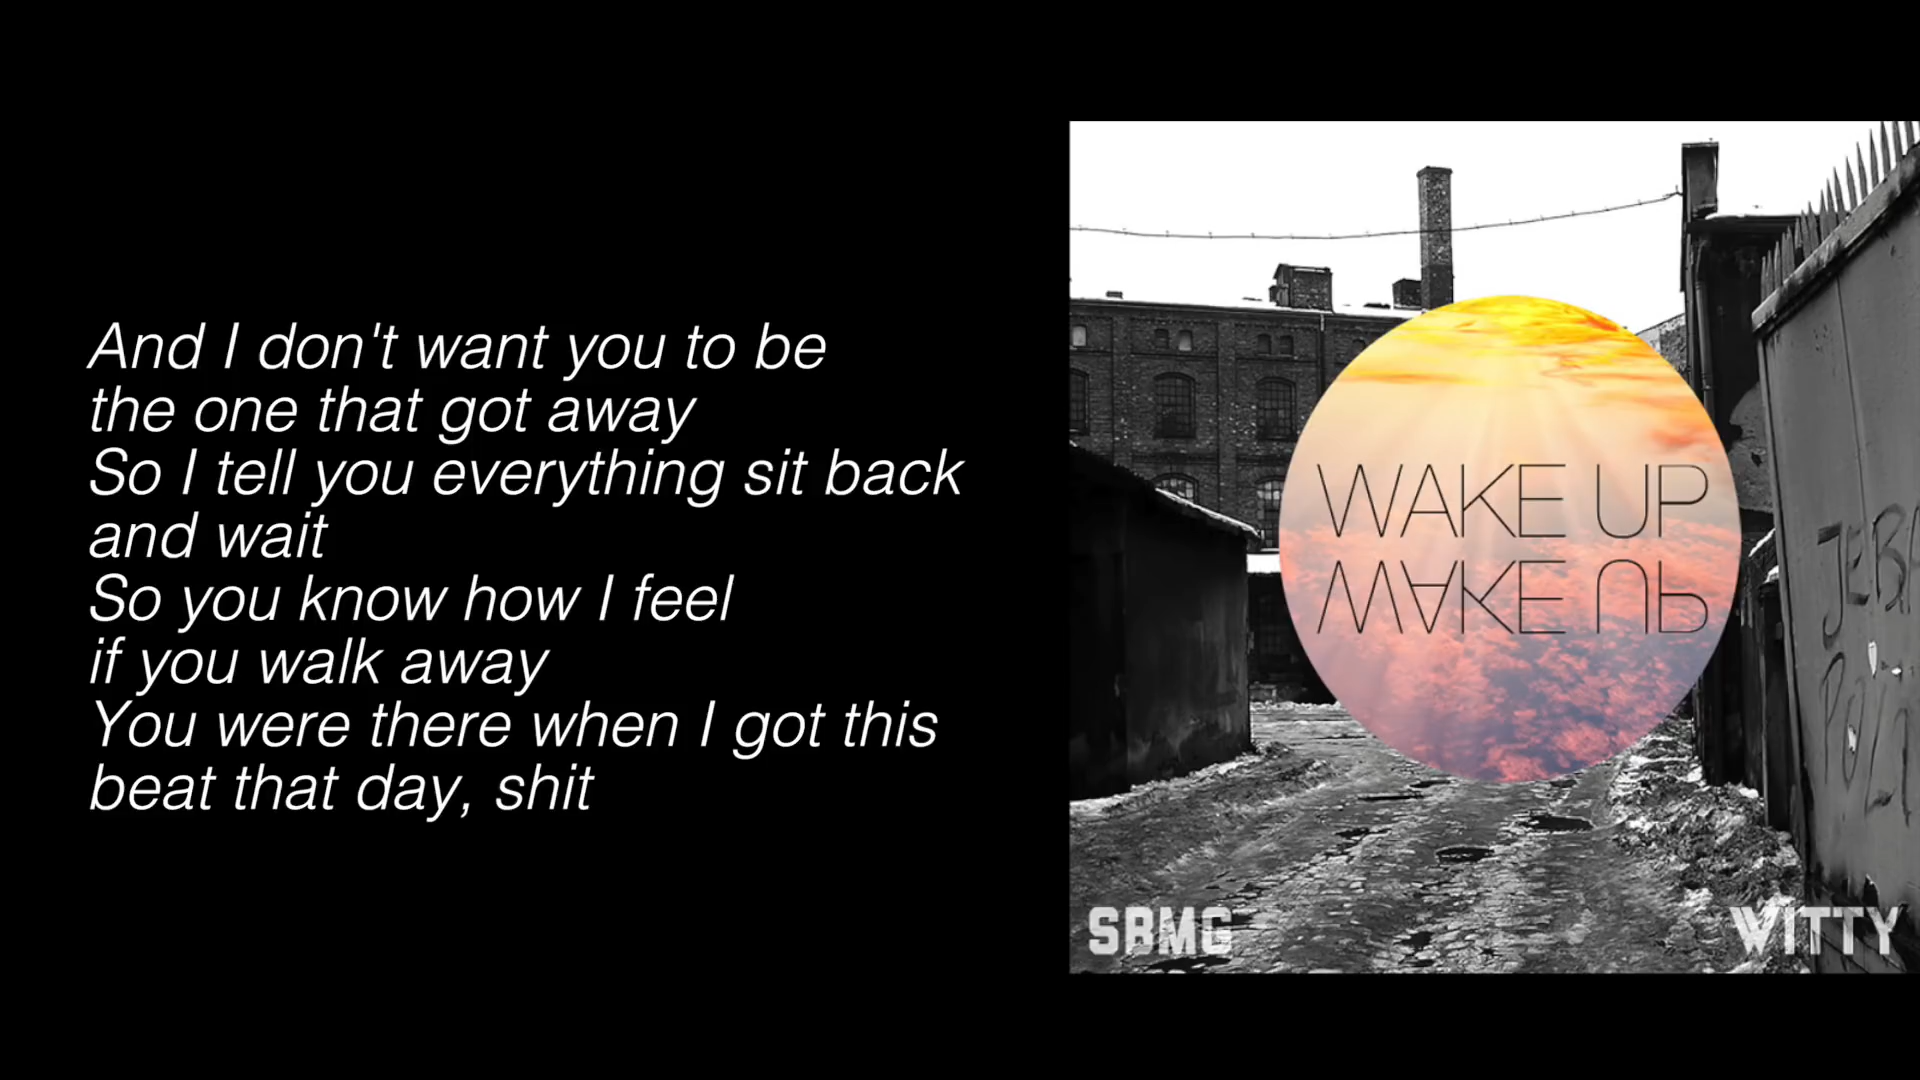 And I don't want you to be
the one that got away
So I tell you everything sit back
and wait
So you know how I feel
if you walk away
You were there when I got this
beat that day, shit
WAKE UP
WAKE UP
SBMG
WITTY